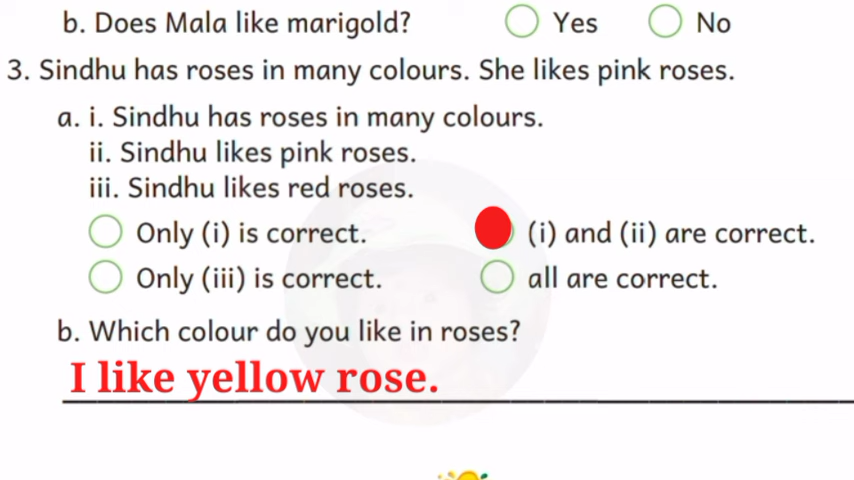 b. Does Mala like marigold? Yes No
3. Sindhu has roses in many colours. She likes pink roses.
a. i. Sindhu has roses in many colours.
ii. Sindhu likes pink roses.
iii. Sindhu likes red roses.
Only (i) is correct. (i) and (ii) are correct.
Only (iii) is correct. all are correct.
b. Which colour do you like in roses?
I like yellow rose.